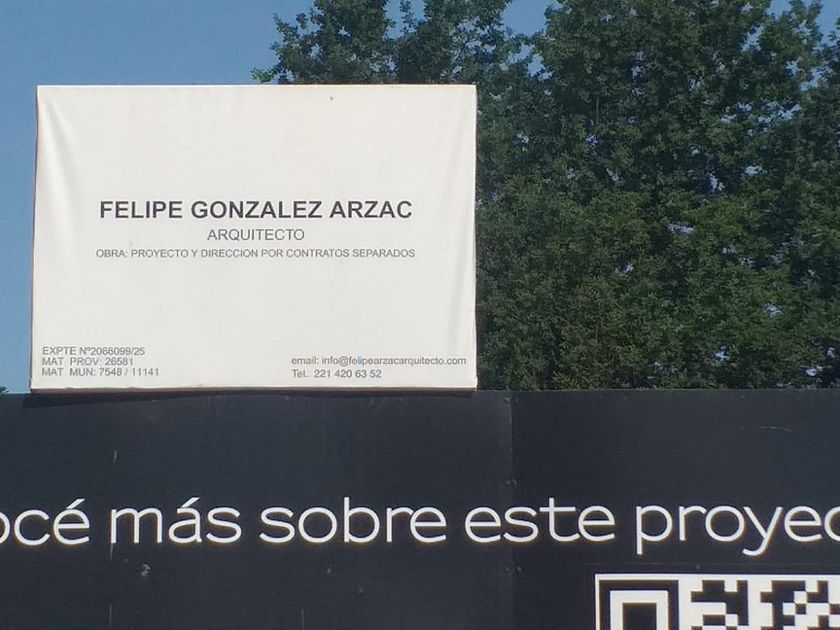 FELIPE GONZALEZ ARZAC
ARQUITECTO
OBRA: PROYECTO Y DIRECCION POR CONTRATOS SEPARADOS
EXPTE Nº2066099/25
MAT PROV: 26581
MAT MUN: 7548 / 11141
email: info@felipearzacarquitecto.com
Tel.: 221 420 63 52
océ más sobre este proyec